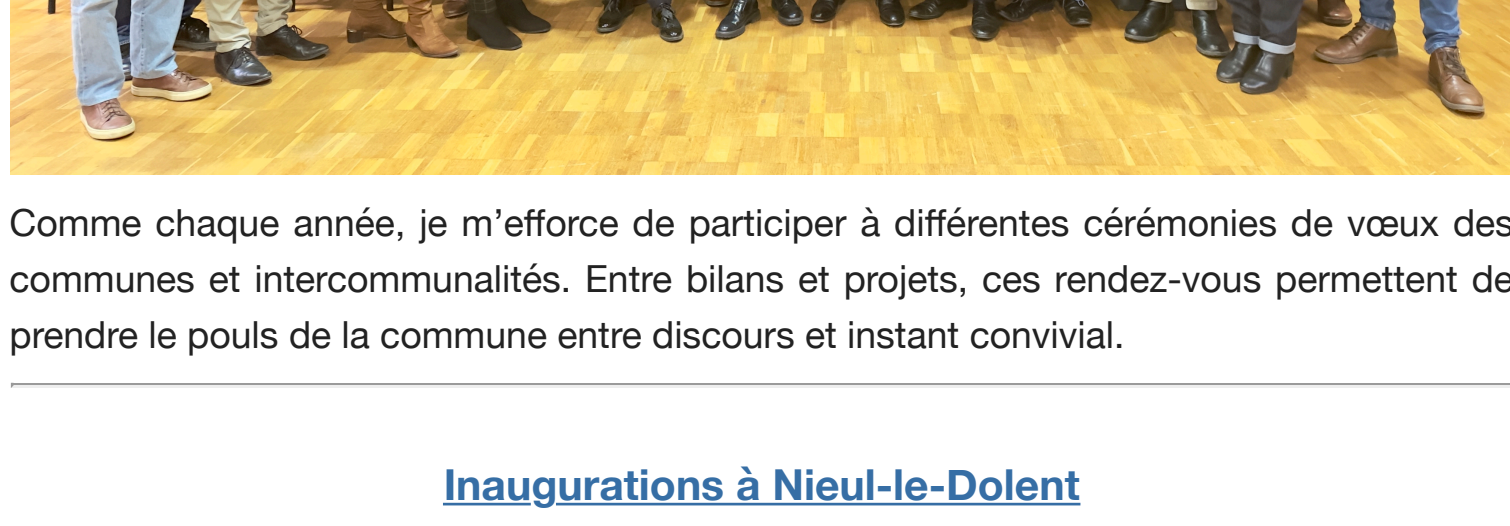 Comme chaque année, je m’efforce de participer à différentes cérémonies de vœux des
communes et intercommunalités. Entre bilans et projets, ces rendez-vous permettent de
prendre le pouls de la commune entre discours et instant convivial.
Inaugurations à Nieul-le-Dolent